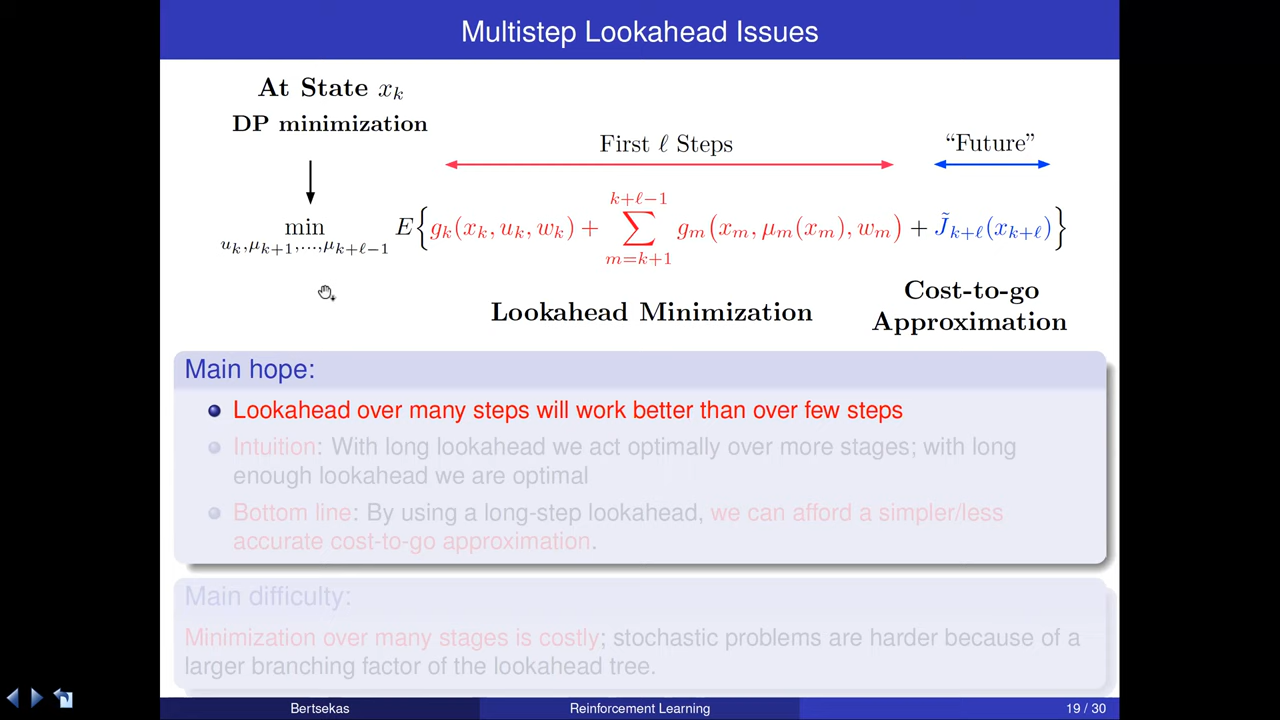 Multistep Lookahead Issues
At State x_k
DP minimization
First ℓ Steps
“Future”
min_{u_k,μ_{k+1},...,μ_{k+ℓ−1}} E{g_k(x_k, u_k, w_k) + ∑_{m=k+1}^{k+ℓ−1} g_m(x_m, μ_m(x_m), w_m) + J̃_{k+ℓ}(x_{k+ℓ})}
Lookahead Minimization
Cost-to-go
Approximation
Main hope:
Lookahead over many steps will work better than over few steps
Intuition: With long lookahead we act optimally over more stages; with long
enough lookahead we are optimal
Bottom line: By using a long-step lookahead, we can afford a simpler/less
accurate cost-to-go approximation.
Main difficulty:
Minimization over many stages is costly; stochastic problems are harder because of a
larger branching factor of the lookahead tree.
Bertsekas
Reinforcement Learning
19 / 30